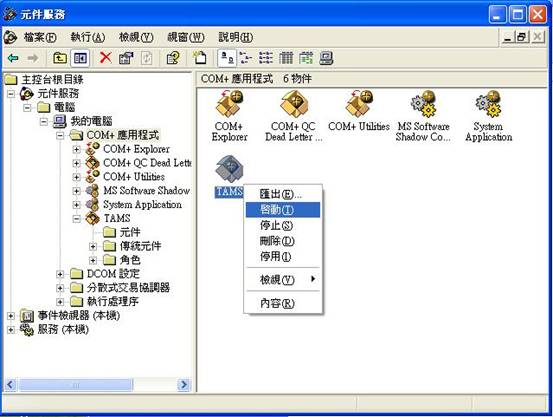 元件服務
檔案(F) 執行(A) 檢視(V) 視窗(W) 說明(H)
主控台根目錄
元件服務
電腦
我的電腦
COM+ 應用程式
COM+ Explorer
COM+ QC Dead Lette
COM+ Utilities
MS Software Shadow
System Application
TAMS
元件
傳統元件
角色
DCOM 設定
分散式交易協調器
執行處理序
事件檢視器 (本機)
服務 (本機)
COM+ 應用程式 6 物件
COM+ Explorer
COM+ QC Dead Letter ...
COM+ Utilities
MS Software Shadow Co...
System Application
TAMS
匯出(E)...
啟動(T)
停止(S)
刪除(D)
停用(I)
檢視(V)
內容(R)